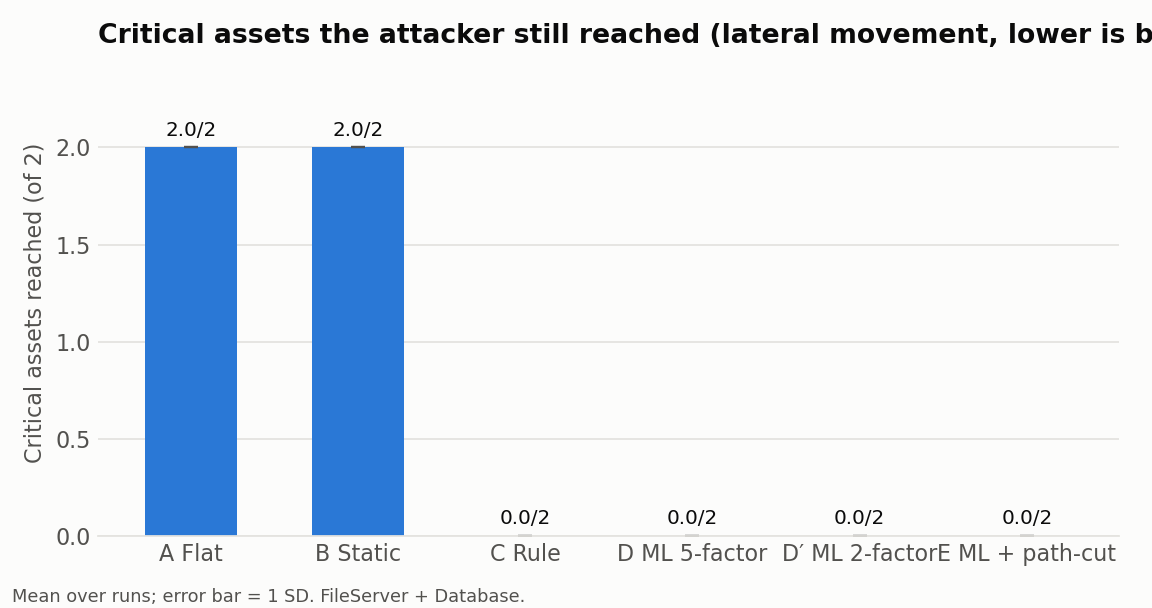 Critical assets the attacker still reached (lateral movement, lower is b
Critical assets reached (of 2)
2.0
1.5
1.0
0.5
0.0
2.0/2
2.0/2
0.0/2
0.0/2
0.0/2
0.0/2
A Flat
B Static
C Rule
D ML 5-factor
D′ ML 2-factor
E ML + path-cut
Mean over runs; error bar = 1 SD. FileServer + Database.